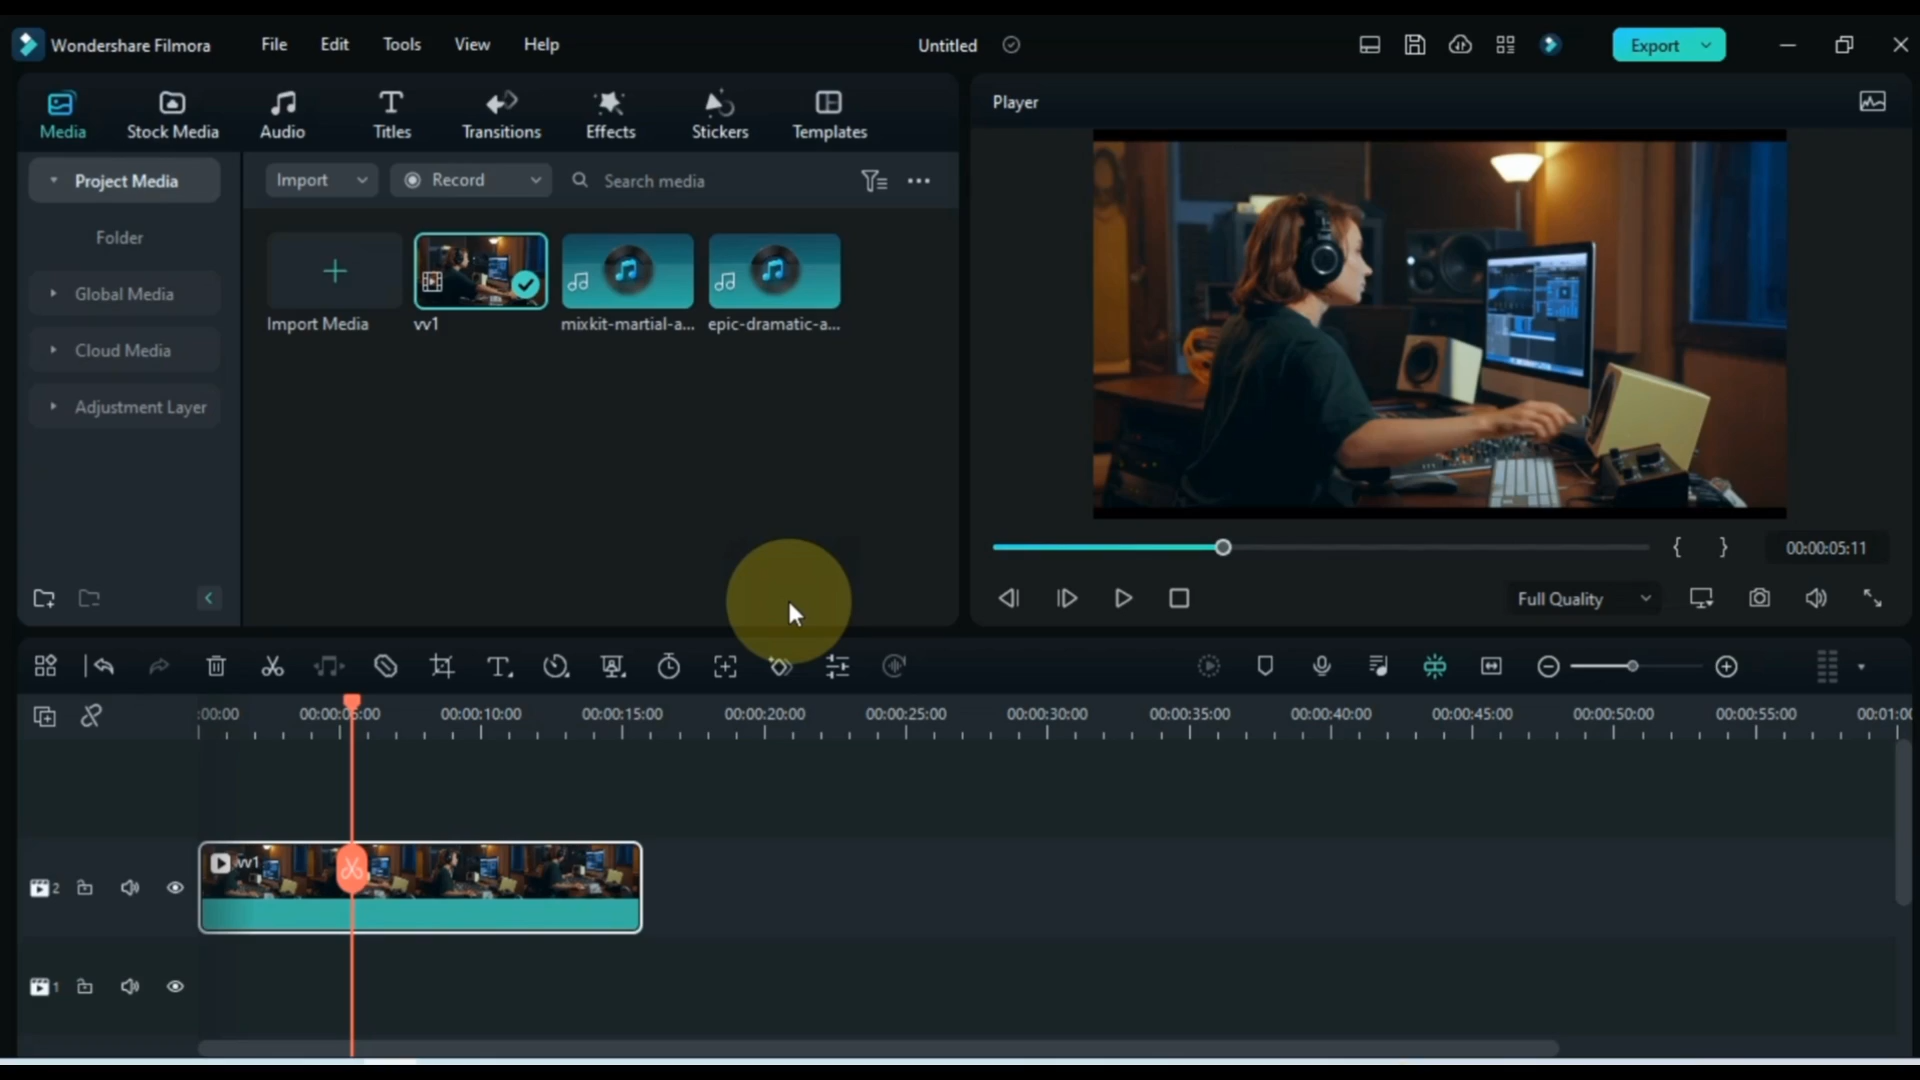 Wondershare Filmora File Edit Tools View Help Untitled Export
Media Stock Media Audio Titles Transitions Effects Stickers Templates
Player
Project Media
Import Record Search media
Folder
Global Media
Cloud Media
Adjustment Layer
Import Media vv1 mixkit-martial-a... epic-dramatic-a...
{ } 00:00:05:11
Full Quality
:00:00 00:00:05:00 00:00:10:00 00:00:15:00 00:00:20:00 00:00:25:00 00:00:30:00 00:00:35:00 00:00:40:00 00:00:45:00 00:00:50:00 00:00:55:00 00:01:00
vv1
2
1